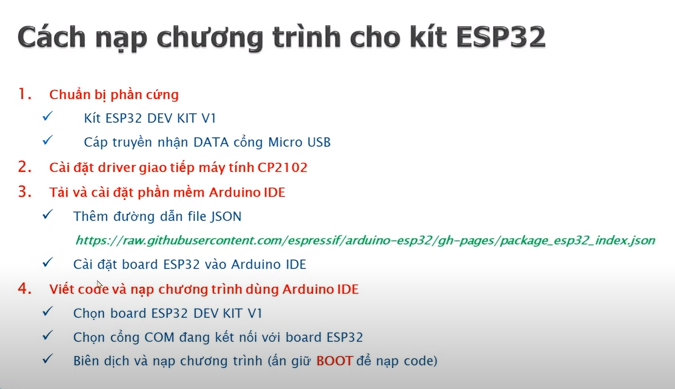 Cách nạp chương trình cho kít ESP32
1. Chuẩn bị phần cứng
✓ Kít ESP32 DEV KIT V1
✓ Cáp truyền nhận DATA cổng Micro USB
2. Cài đặt driver giao tiếp máy tính CP2102
3. Tải và cài đặt phần mềm Arduino IDE
✓ Thêm đường dẫn file JSON
https://raw.githubusercontent.com/espressif/arduino-esp32/gh-pages/package_esp32_index.json
✓ Cài đặt board ESP32 vào Arduino IDE
4. Viết code và nạp chương trình dùng Arduino IDE
✓ Chọn board ESP32 DEV KIT V1
✓ Chọn cổng COM đang kết nối với board ESP32
✓ Biên dịch và nạp chương trình (ấn giữ BOOT để nạp code)